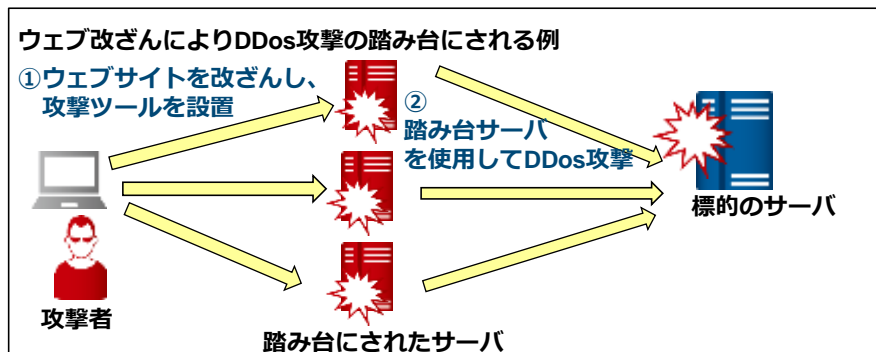 ウェブ改ざんによりDDos攻撃の踏み台にされる例
①ウェブサイトを改ざんし、
攻撃ツールを設置
②
踏み台サーバ
を使用してDDos攻撃
標的のサーバ
攻撃者
踏み台にされたサーバ